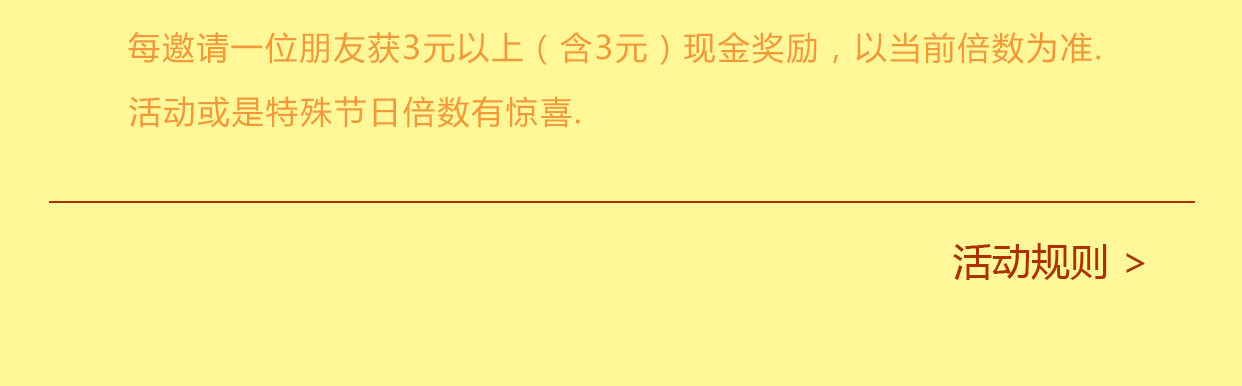 每邀请一位朋友获3元以上（含3元）现金奖励，以当前倍数为准.
活动或是特殊节日倍数有惊喜.
活动规则 >